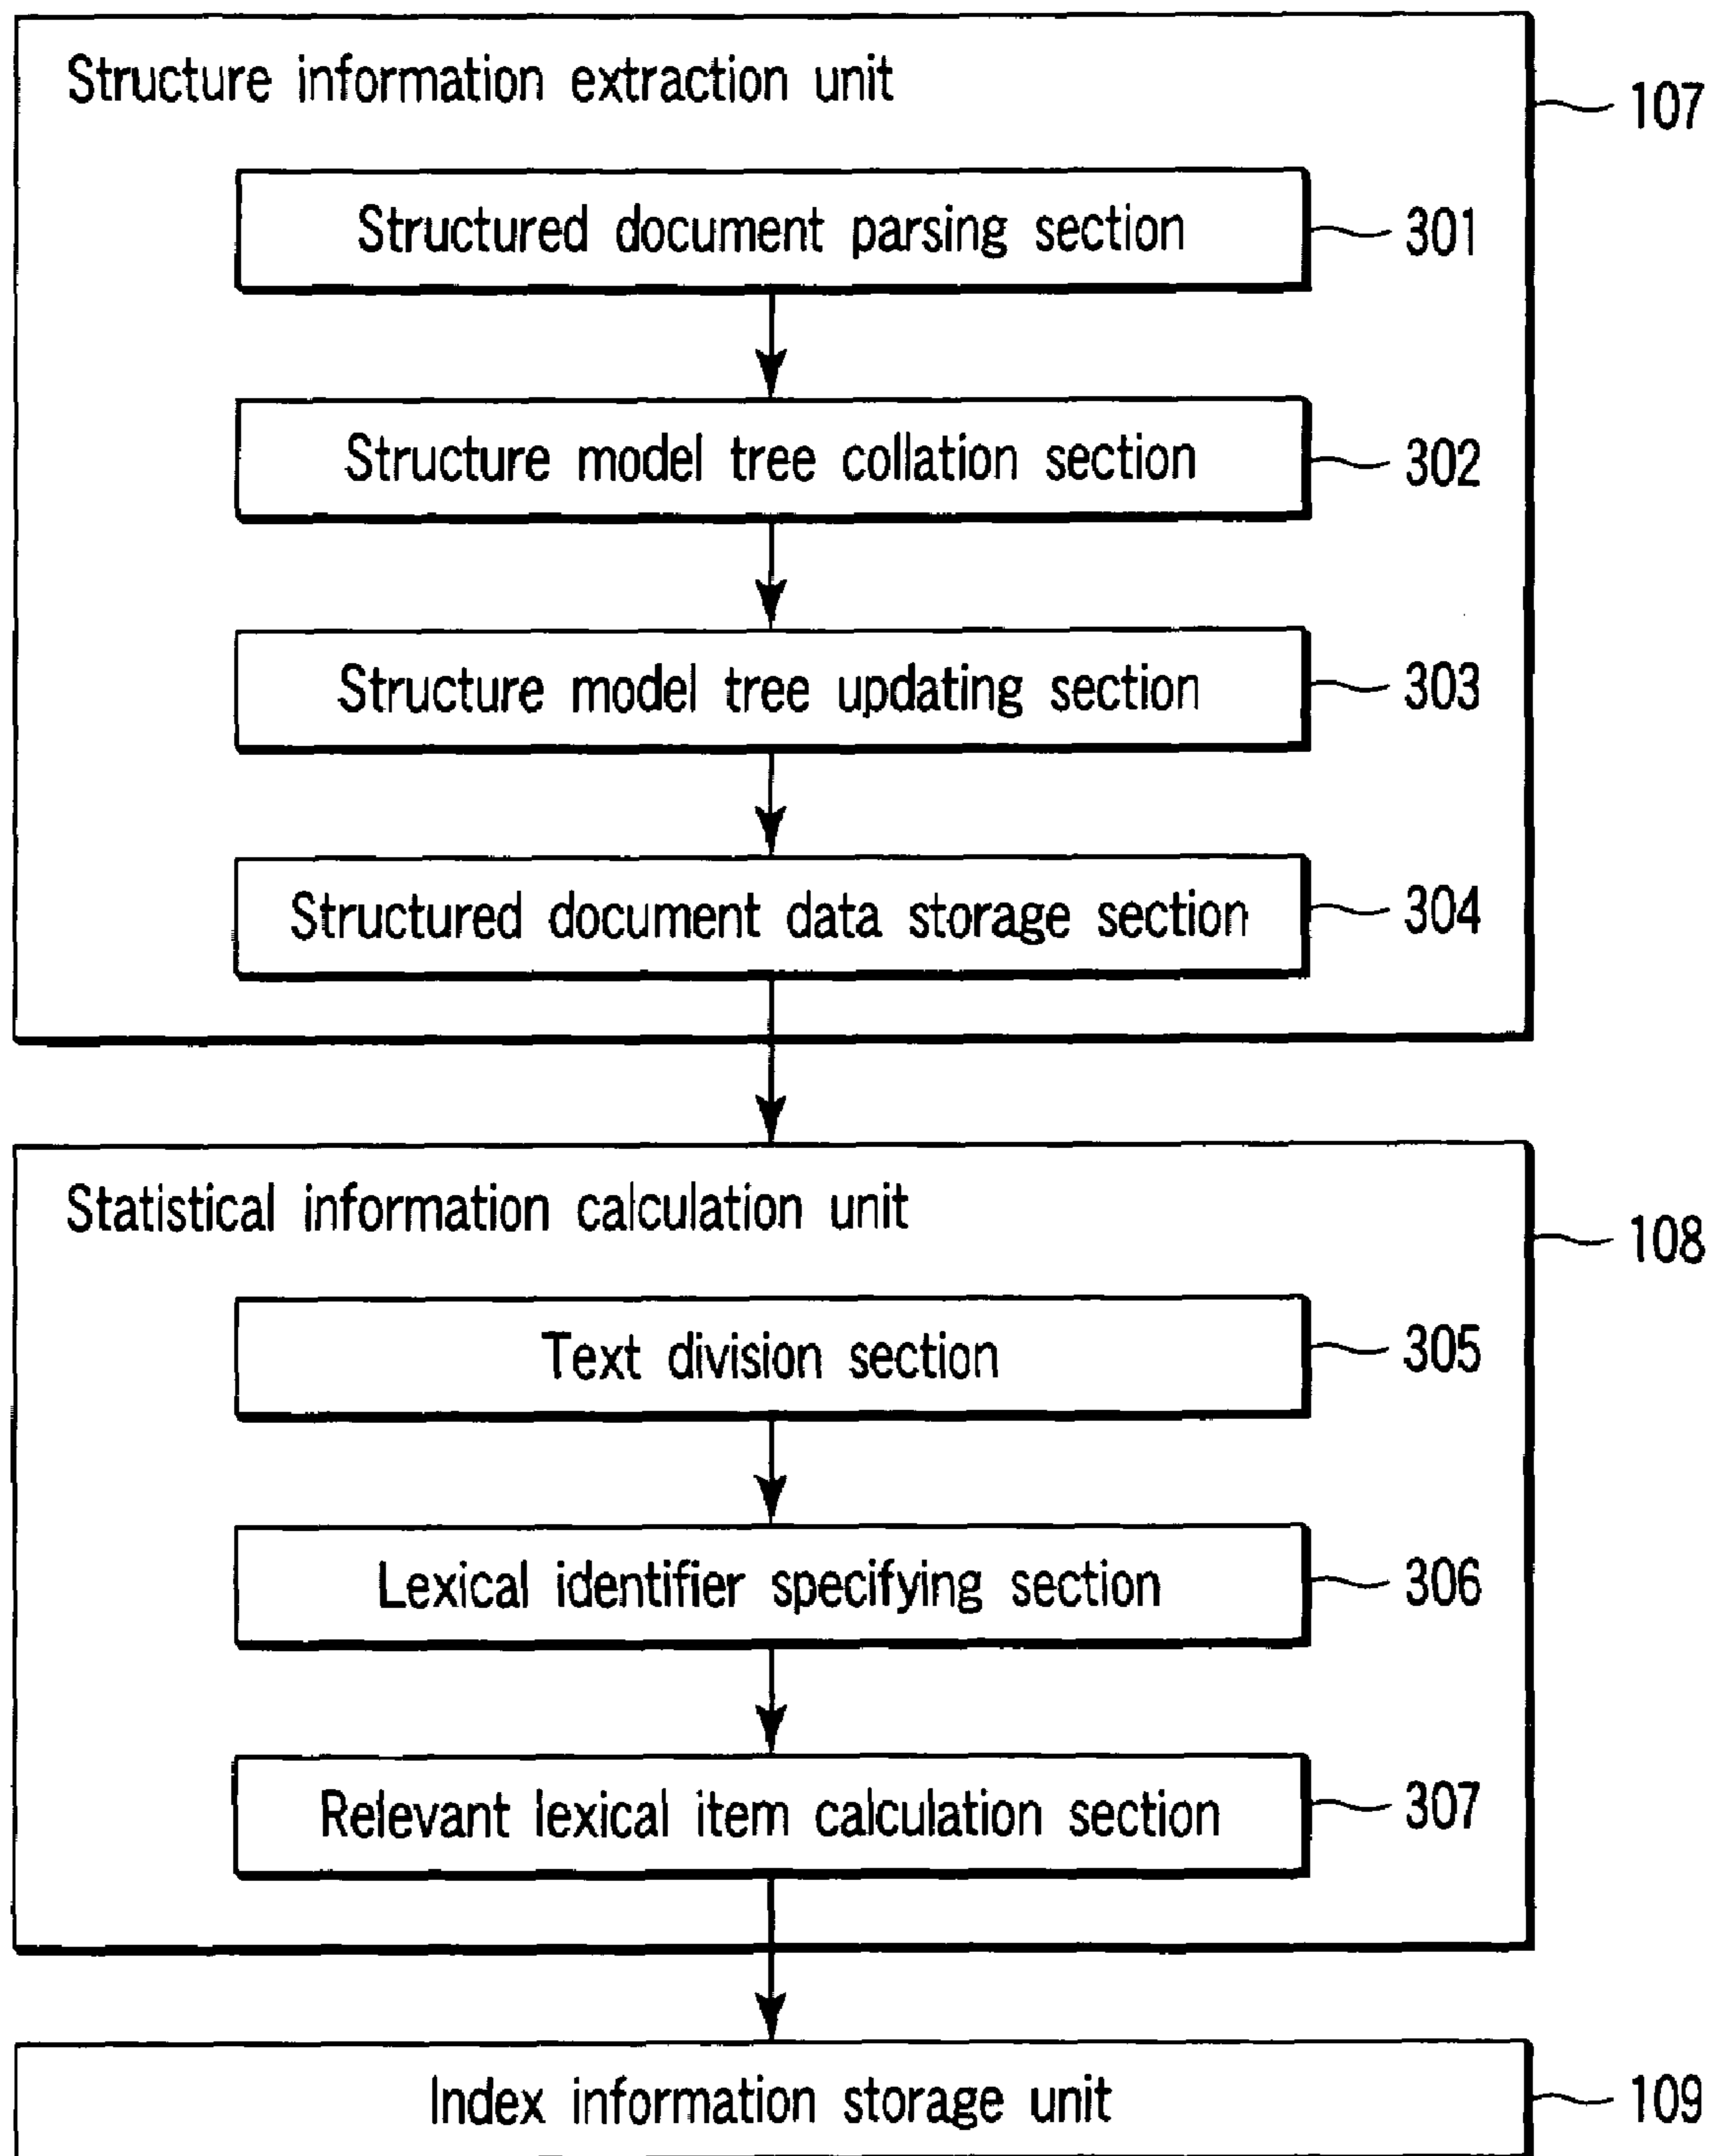 Structure information extraction unit
107
Structured document parsing section
301
Structure model tree collation section
302
Structure model tree updating section
303
Structured document data storage section
304
Statistical information calculation unit
108
Text division section
305
Lexical identifier specifying section
306
Relevant lexical item calculation section
307
Index information storage unit
109